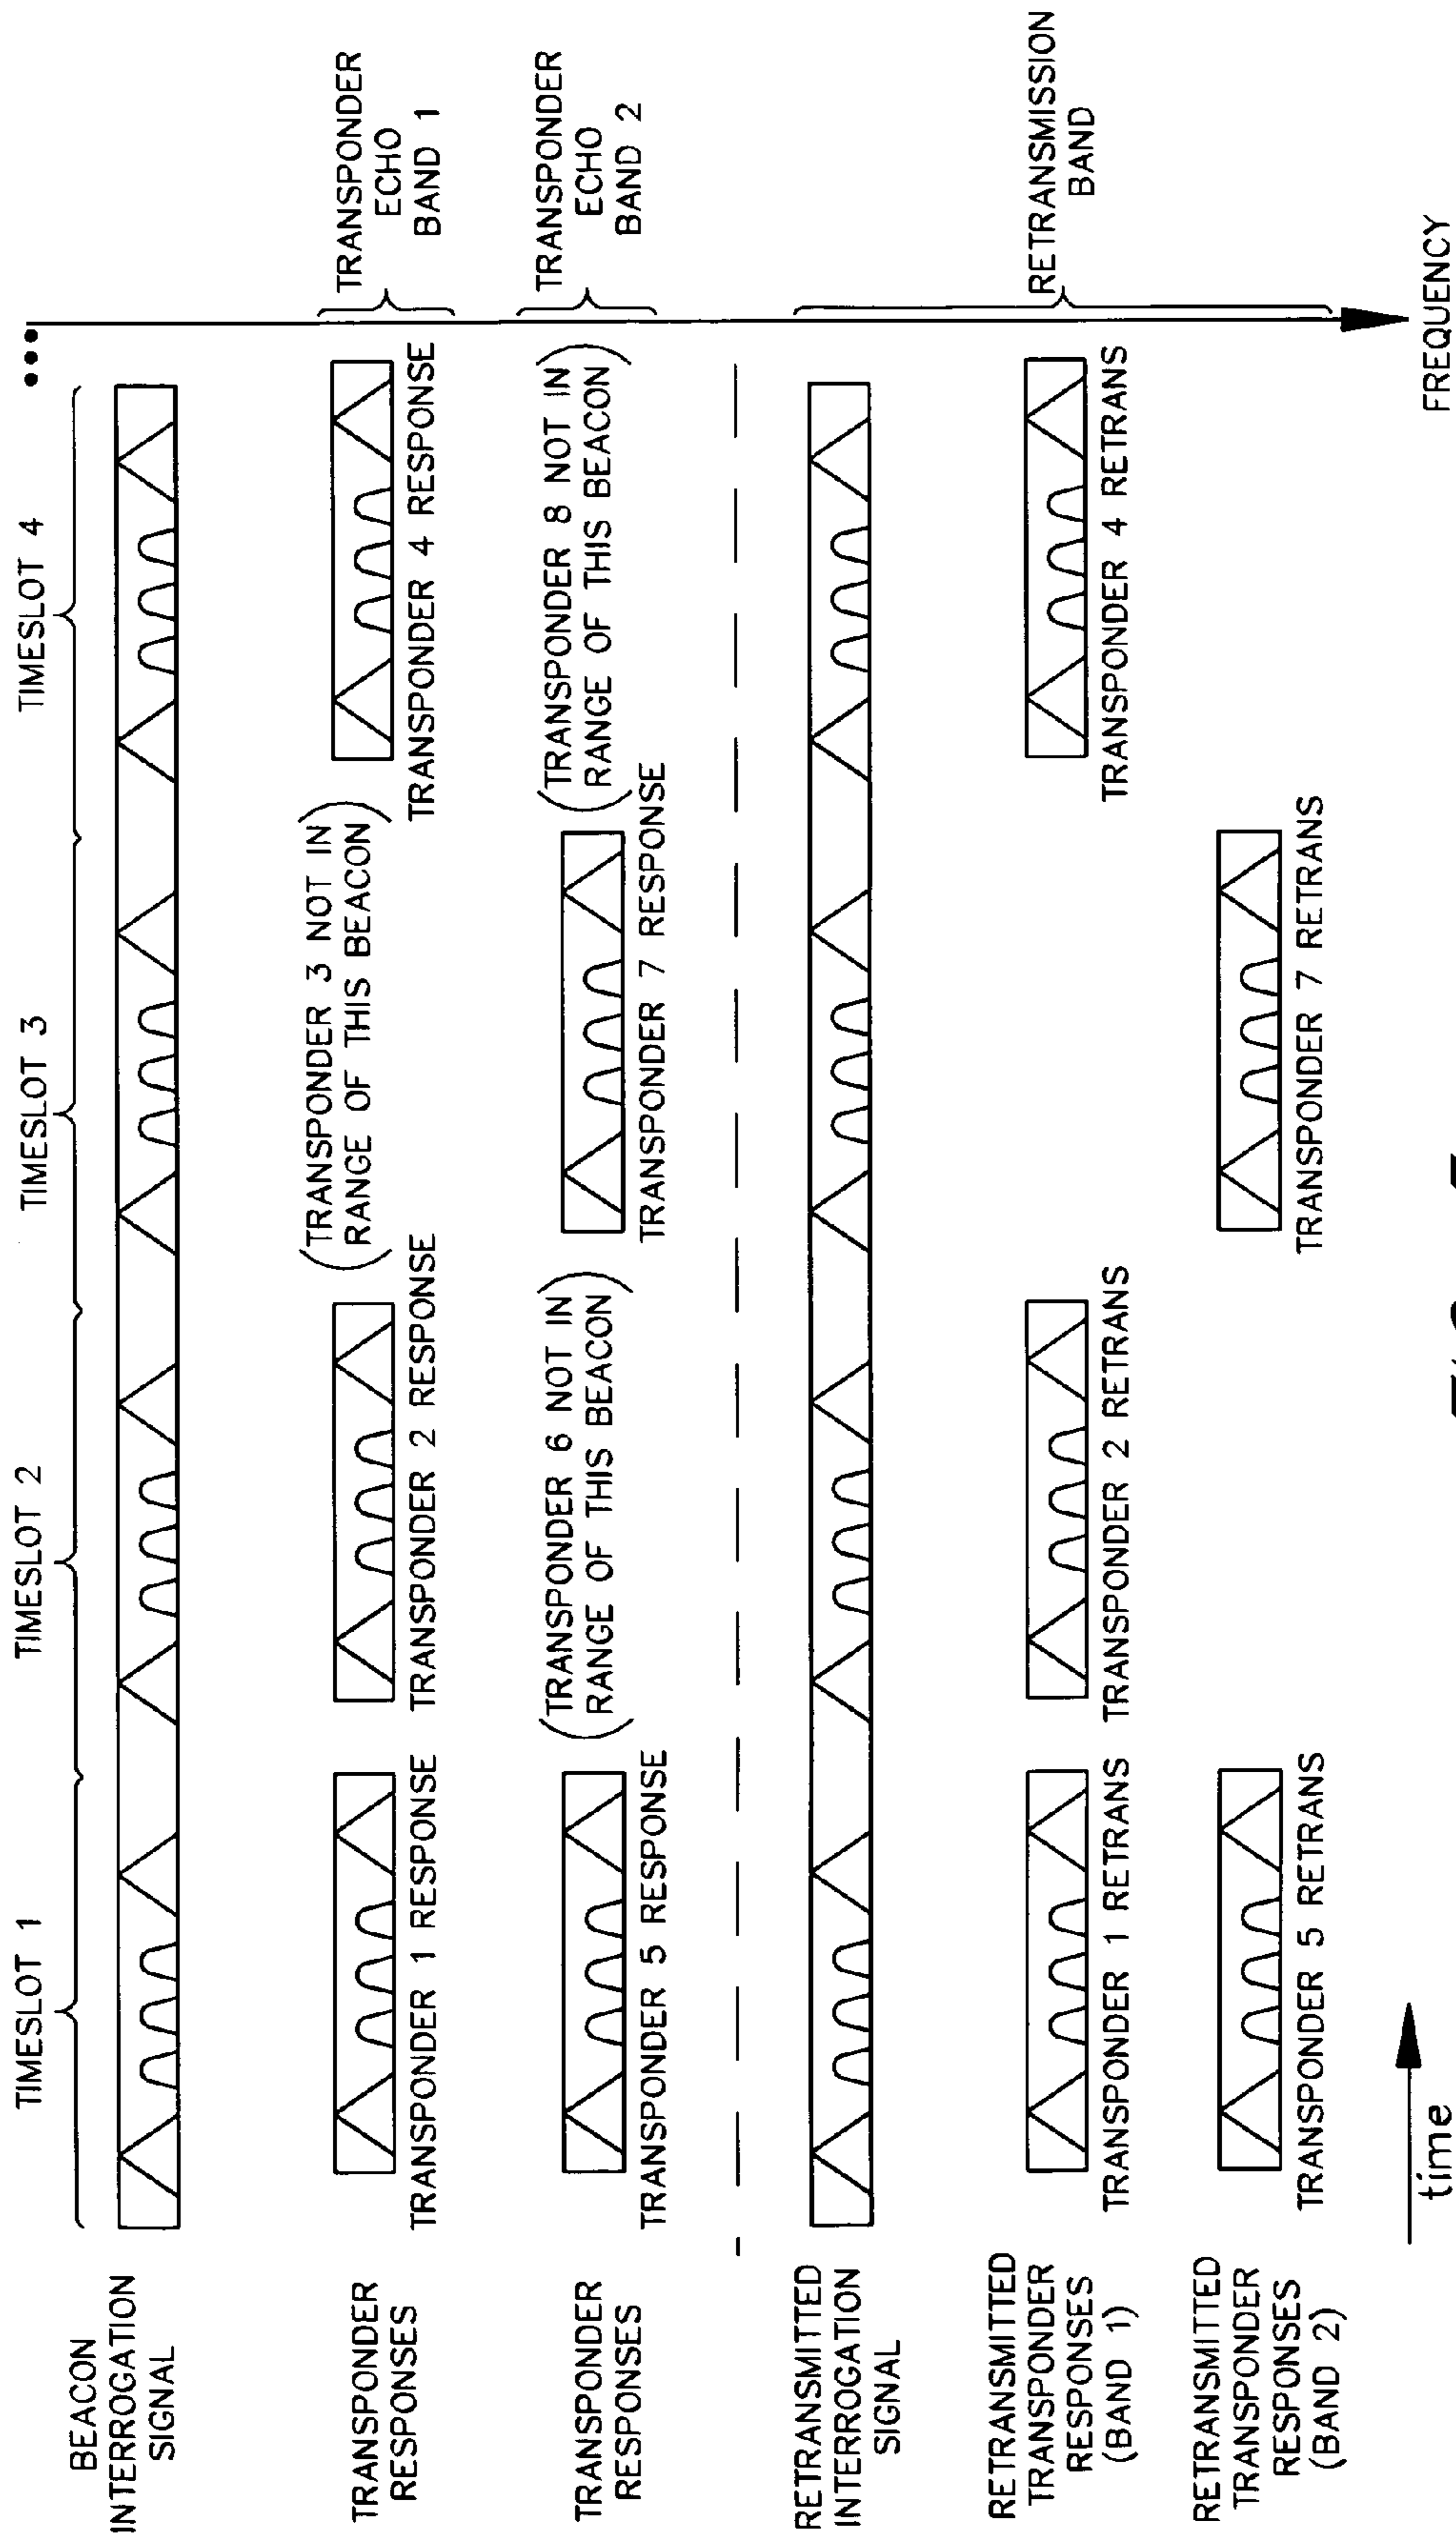 TIMESLOT 1
TIMESLOT 2
TIMESLOT 3
TIMESLOT 4
BEACON
INTERROGATION
SIGNAL
TRANSPONDER
RESPONSES
(TRANSPONDER 3 NOT IN
RANGE OF THIS BEACON)
TRANSPONDER 1 RESPONSE
TRANSPONDER 2 RESPONSE
TRANSPONDER 4 RESPONSE
TRANSPONDER
ECHO
BAND 1
TRANSPONDER
RESPONSES
(TRANSPONDER 6 NOT IN
RANGE OF THIS BEACON)
(TRANSPONDER 8 NOT IN
RANGE OF THIS BEACON)
TRANSPONDER 5 RESPONSE
TRANSPONDER 7 RESPONSE
TRANSPONDER
ECHO
BAND 2
RETRANSMITTED
INTERROGATION
SIGNAL
RETRANSMITTED
TRANSPONDER
RESPONSES
(BAND 1)
TRANSPONDER 1 RETRANS
TRANSPONDER 2 RETRANS
TRANSPONDER 4 RETRANS
RETRANSMISSION
BAND
RETRANSMITTED
TRANSPONDER
RESPONSES
(BAND 2)
TRANSPONDER 5 RETRANS
TRANSPONDER 7 RETRANS
time
FREQUENCY